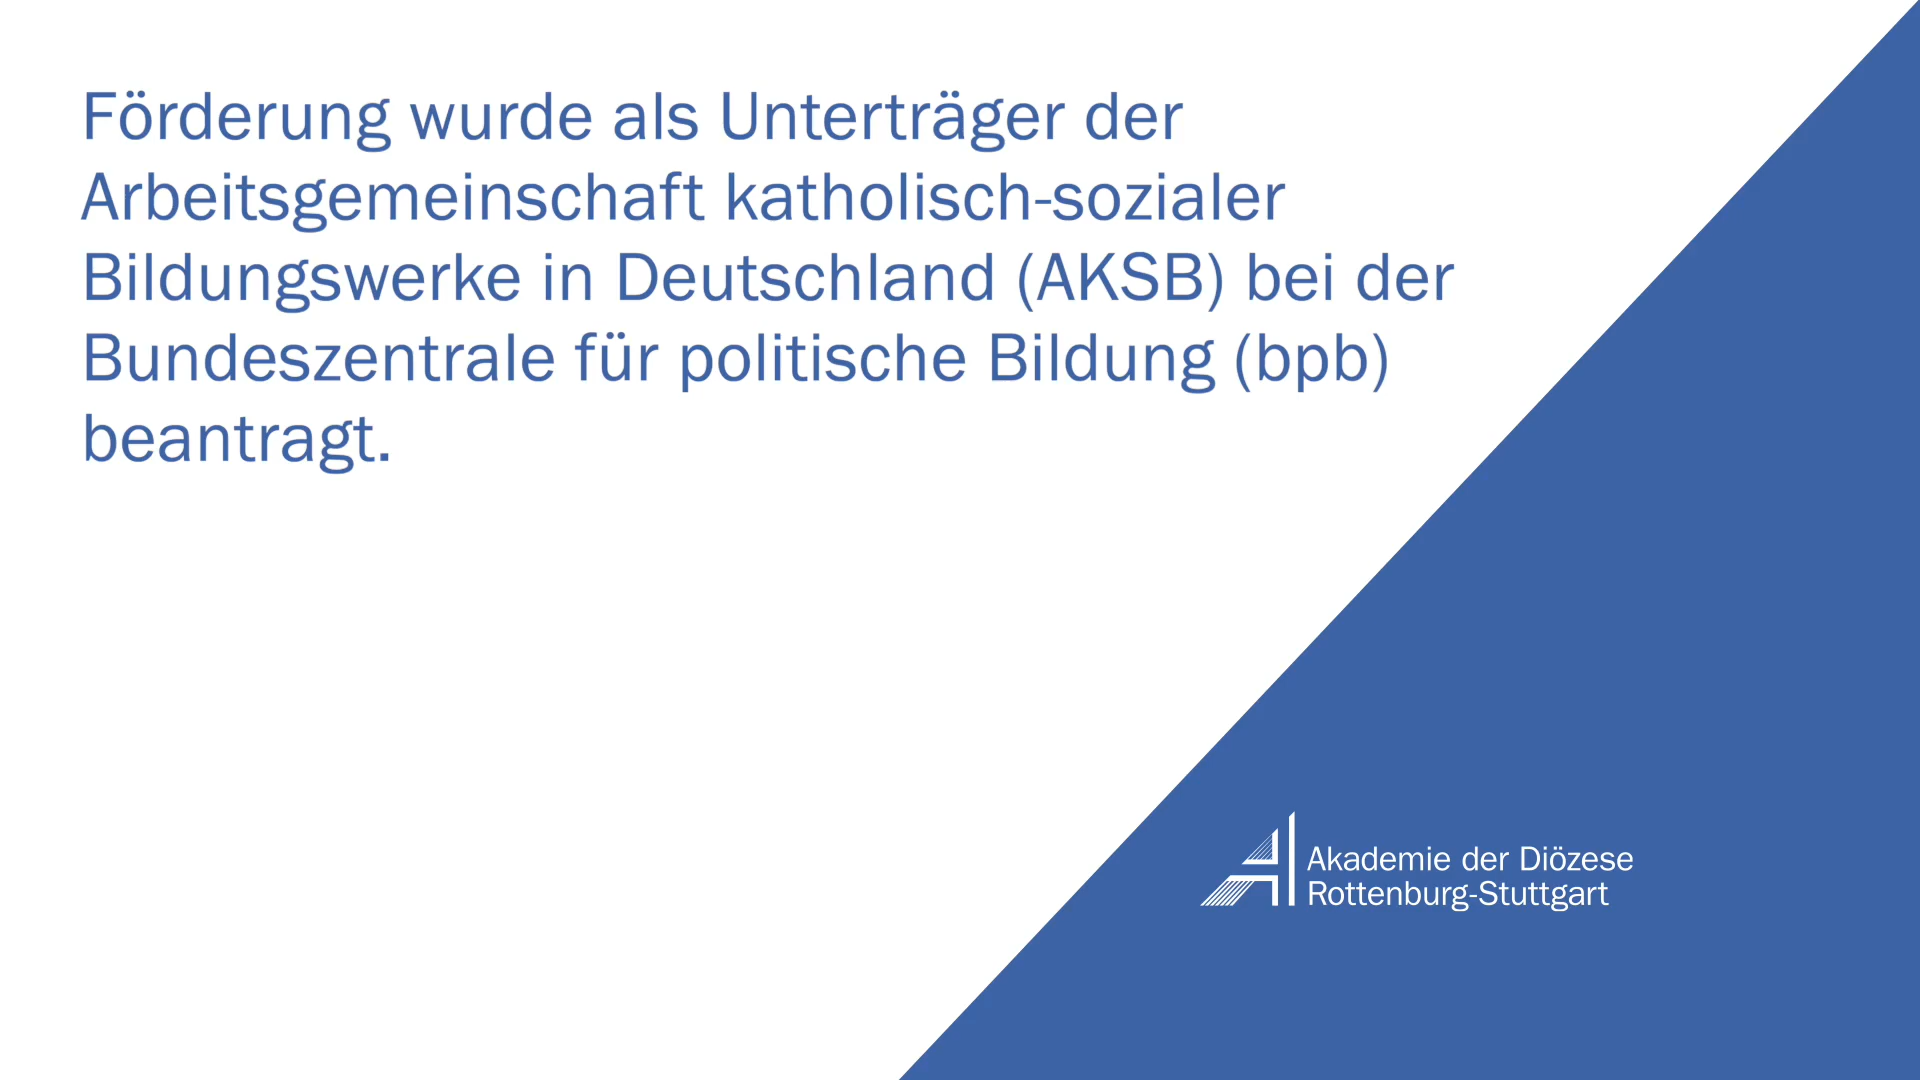 Förderung wurde als Unterträger der
Arbeitsgemeinschaft katholisch-sozialer
Bildungswerke in Deutschland (AKSB) bei der
Bundeszentrale für politische Bildung (bpb)
beantragt.
Akademie der Diözese
Rottenburg-Stuttgart